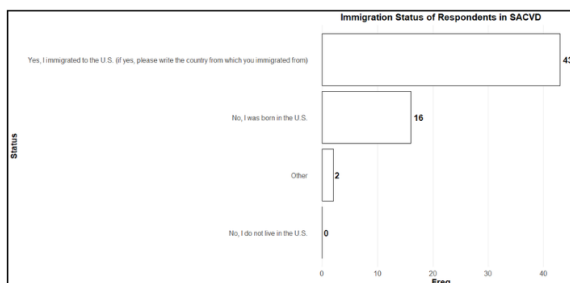 Immigration Status of Respondents in SACVD
Yes, I immigrated to the U.S. (if yes, please write the country from which you immigrated from)
43
No, I was born in the U.S.
16
Status
Other
2
No, I do not live in the U.S.
0
0 10 20 30 40
Freq